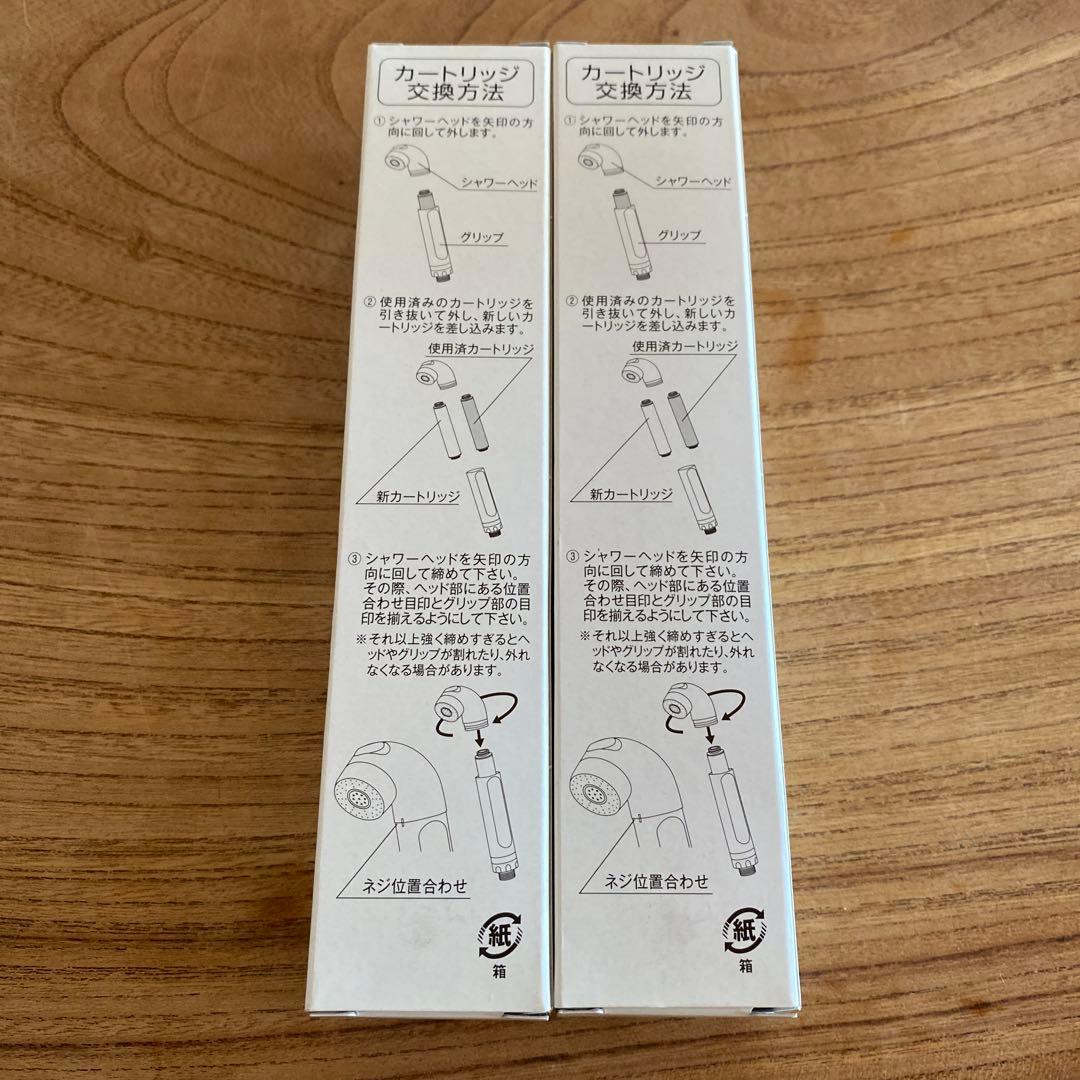 カートリッジ
交換方法
①シャワーヘッドを矢印の方
向に回して外します。
シャワーヘッド
グリップ
②使用済みのカートリッジを
引き抜いて外し、新しいカ
ートリッジを差し込みます。
使用済カートリッジ
新カートリッジ
③シャワーヘッドを矢印の方
向に回して締めて下さい。
その際、ヘッド部にある位置
合わせ目印とグリップ部の目
印を揃えるようにして下さい。
※それ以上強く締めすぎるとヘ
ッドやグリップが割れたり、外れ
なくなる場合があります。
ネジ位置合わせ
紙
箱
カートリッジ
交換方法
①シャワーヘッドを矢印の方
向に回して外します。
シャワーヘッド
グリップ
②使用済みのカートリッジを
引き抜いて外し、新しいカ
ートリッジを差し込みます。
使用済カートリッジ
新カートリッジ
③シャワーヘッドを矢印の方
向に回して締めて下さい。
その際、ヘッド部にある位置
合わせ目印とグリップ部の目
印を揃えるようにして下さい。
※それ以上強く締めすぎるとヘ
ッドやグリップが割れたり、外れ
なくなる場合があります。
ネジ位置合わせ
紙
箱